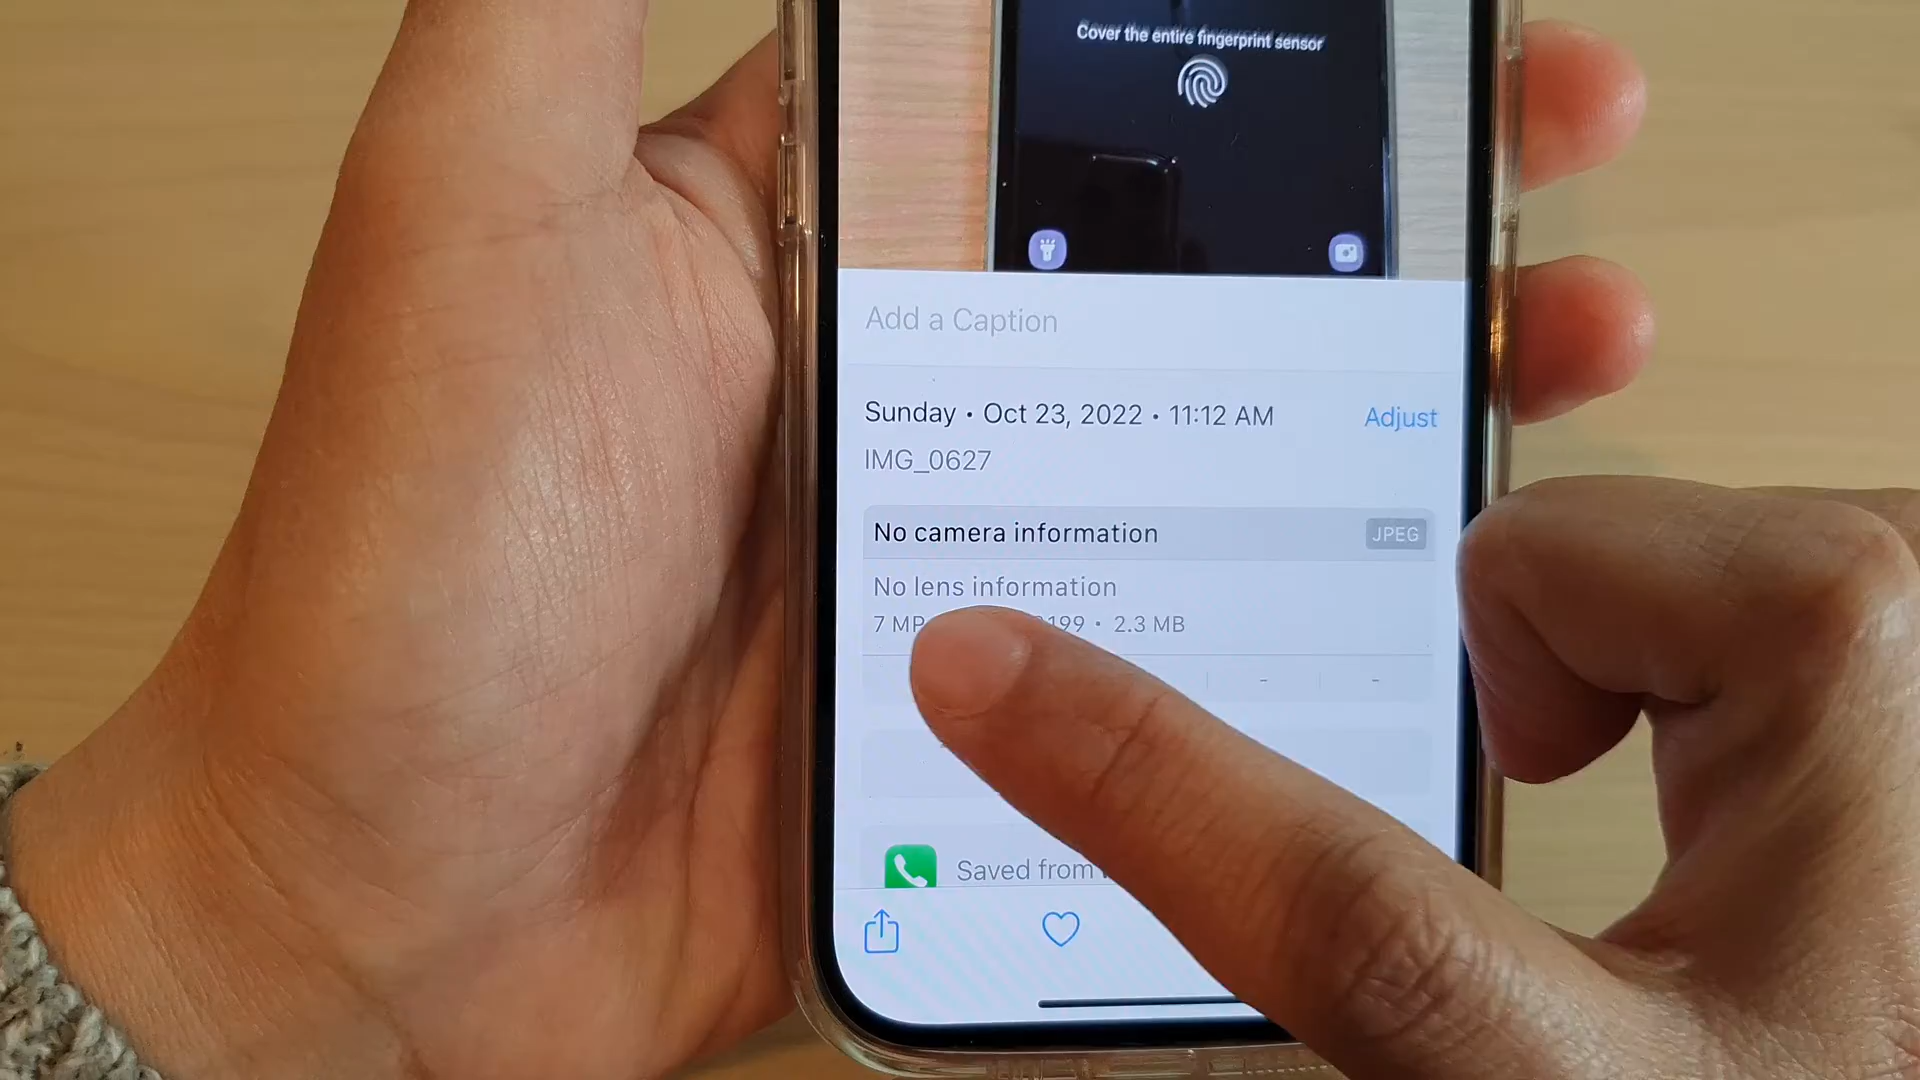 Cover the entire fingerprint sensor
Add a Caption
Sunday • Oct 23, 2022 • 11:12 AM
Adjust
IMG_0627
No camera information
JPEG
No lens information
7 MP 199 • 2.3 MB
- -
Saved from